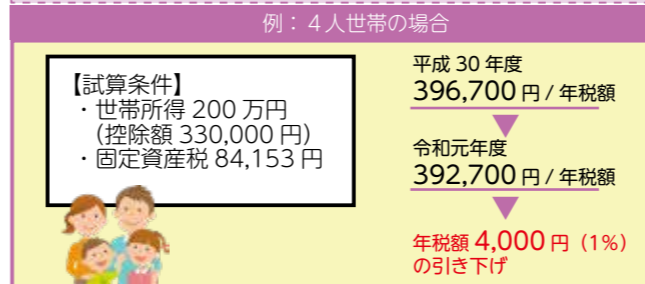 例：４人世帯の場合
【試算条件】
・世帯所得 200 万円
（控除額 330,000 円）
・固定資産税 84,153 円
平成 30 年度
396,700 円 / 年税額
令和元年度
392,700 円 / 年税額
年税額 4,000 円（1%）
の引き下げ